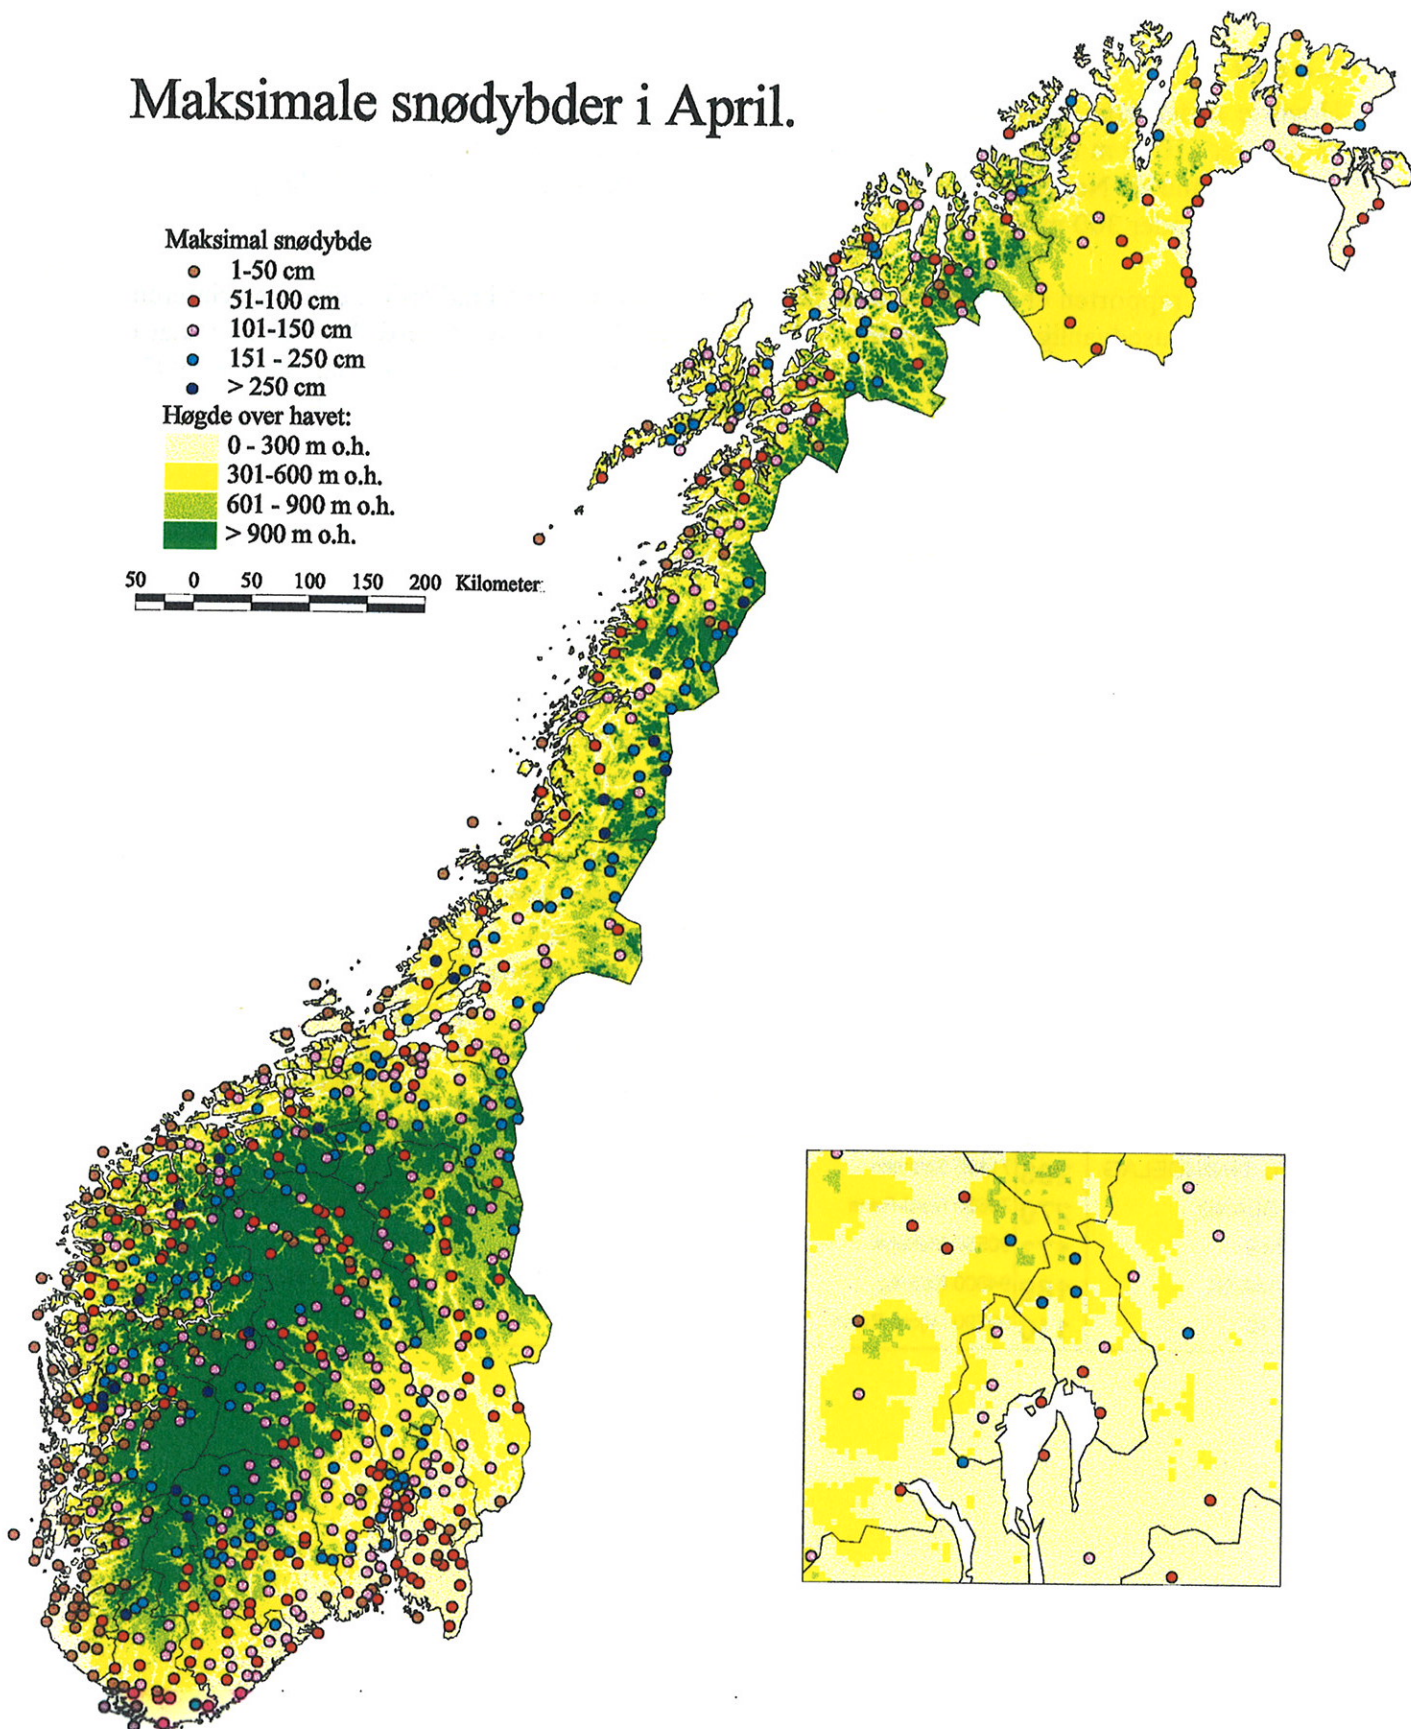 Maksimale snødybder i April.
Maksimal snødybde
1-50 cm
51-100 cm
101-150 cm
151 - 250 cm
> 250 cm
Høgde over havet:
0 - 300 m o.h.
301-600 m o.h.
601 - 900 m o.h.
> 900 m o.h.
50 0 50 100 150 200 Kilometer